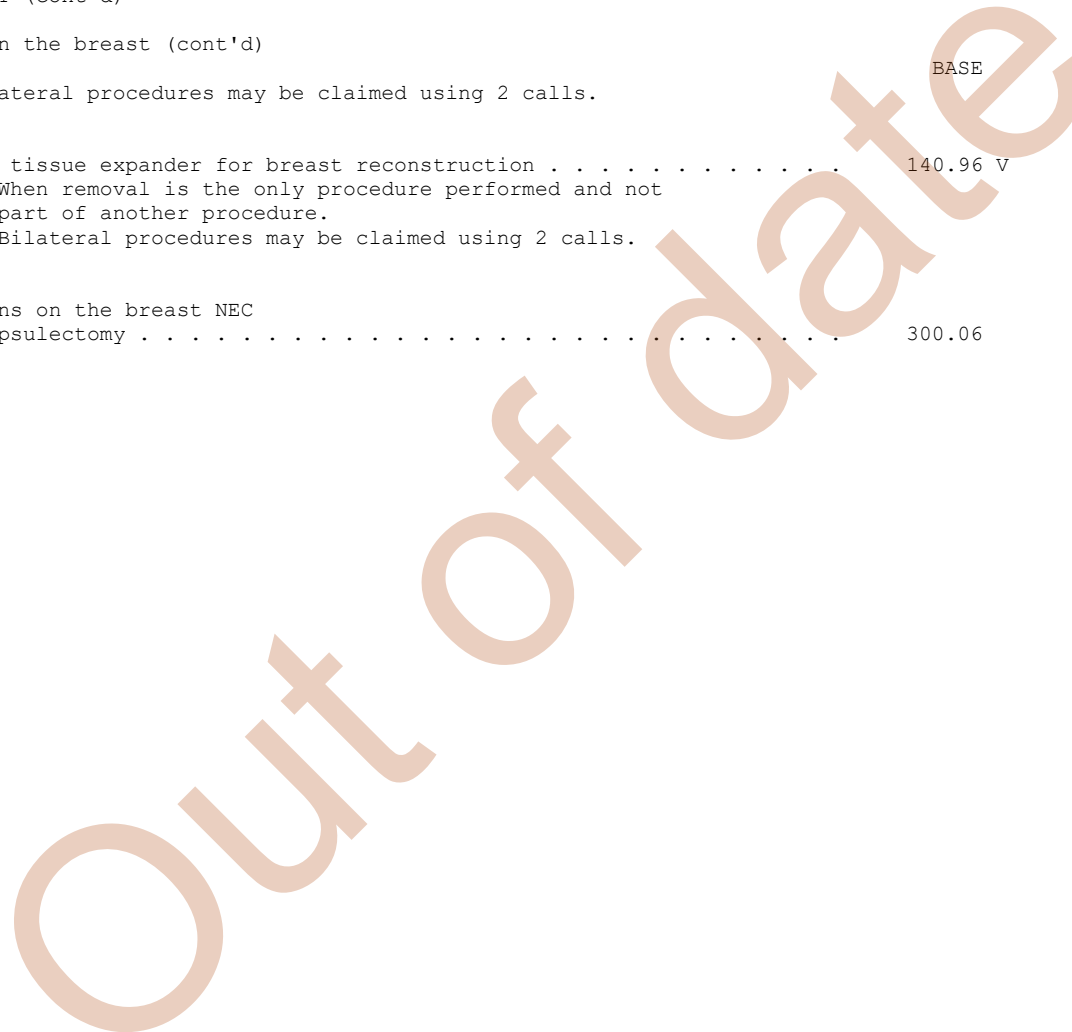 (cont'd)
n the breast (cont'd)
BASE
ateral procedures may be claimed using 2 calls.
tissue expander for breast reconstruction . . . . . . . . . . . . 140.96 V
When removal is the only procedure performed and not
part of another procedure.
Bilateral procedures may be claimed using 2 calls.
ns on the breast NEC
psulectomy . . . . . . . . . . . . . . . . . . . . . . . . . . . . 300.06
Out of date